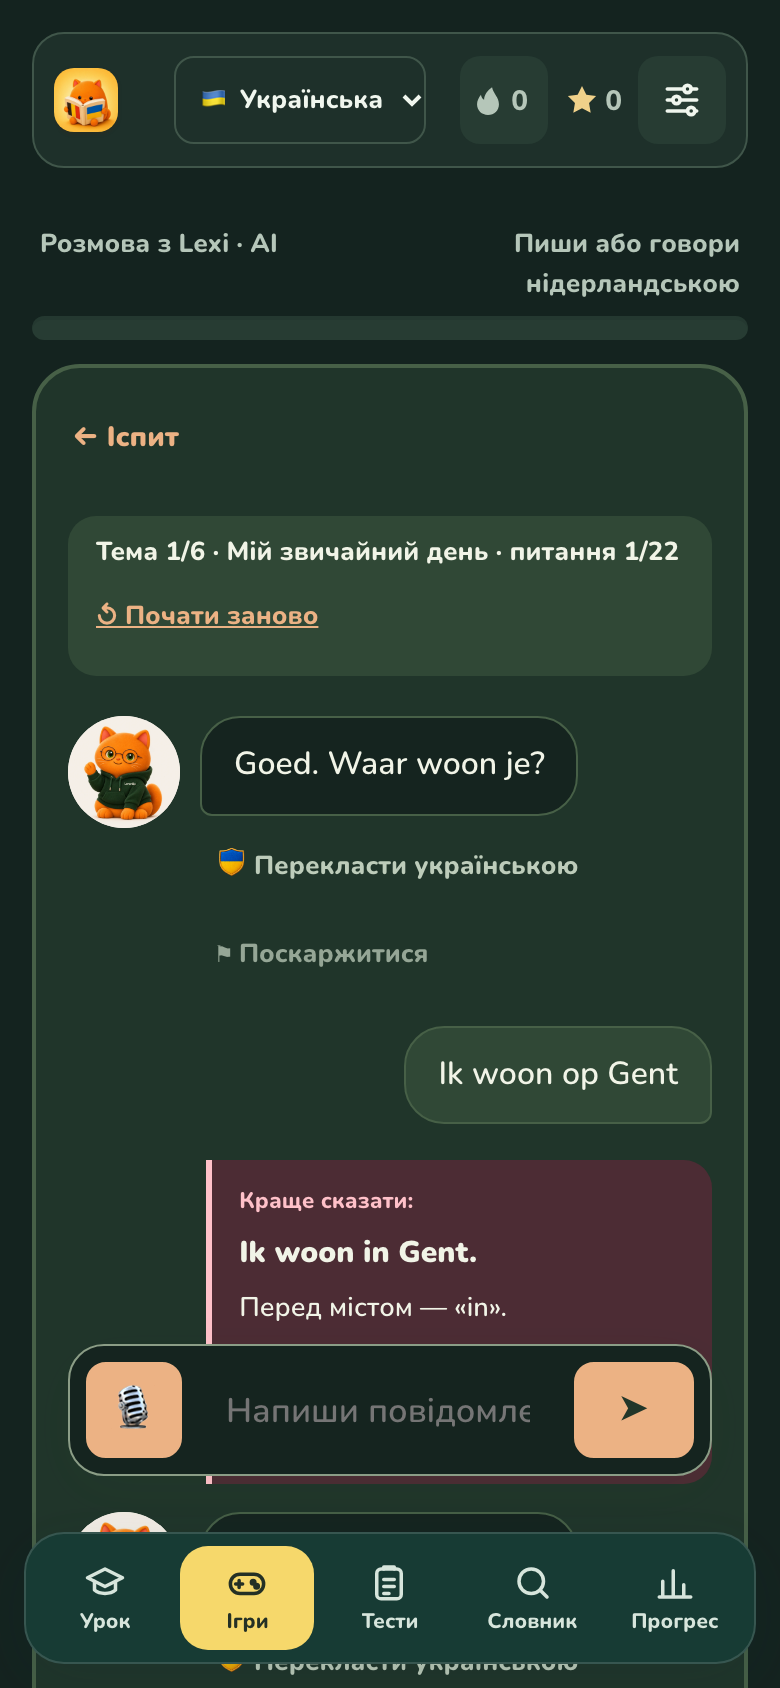 Українська
0
0
Розмова з Lexi · AI
Пиши або говори
нідерландською
← Іспит
Тема 1/6 · Мій звичайний день · питання 1/22
↺ Почати заново
Goed. Waar woon je?
Перекласти українською
⚑ Поскаржитися
Ik woon op Gent
Краще сказати:
Ik woon in Gent.
Перед містом — «in».
Напиши повідомле
Урок
Ігри
Тести
Словник
Прогрес
Перекласти українською